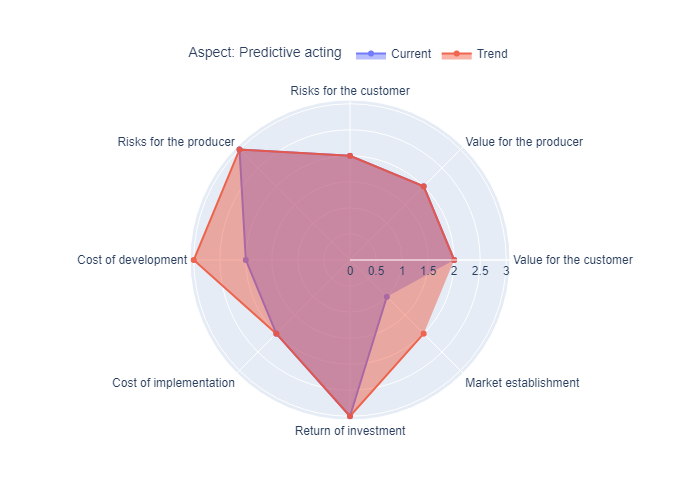 Aspect: Predictive acting Current Trend
Risks for the customer
Risks for the producer Value for the producer
Cost of development Value for the customer
0 0.5 1 1.5 2 2.5 3
Cost of implementation Market establishment
Return of investment